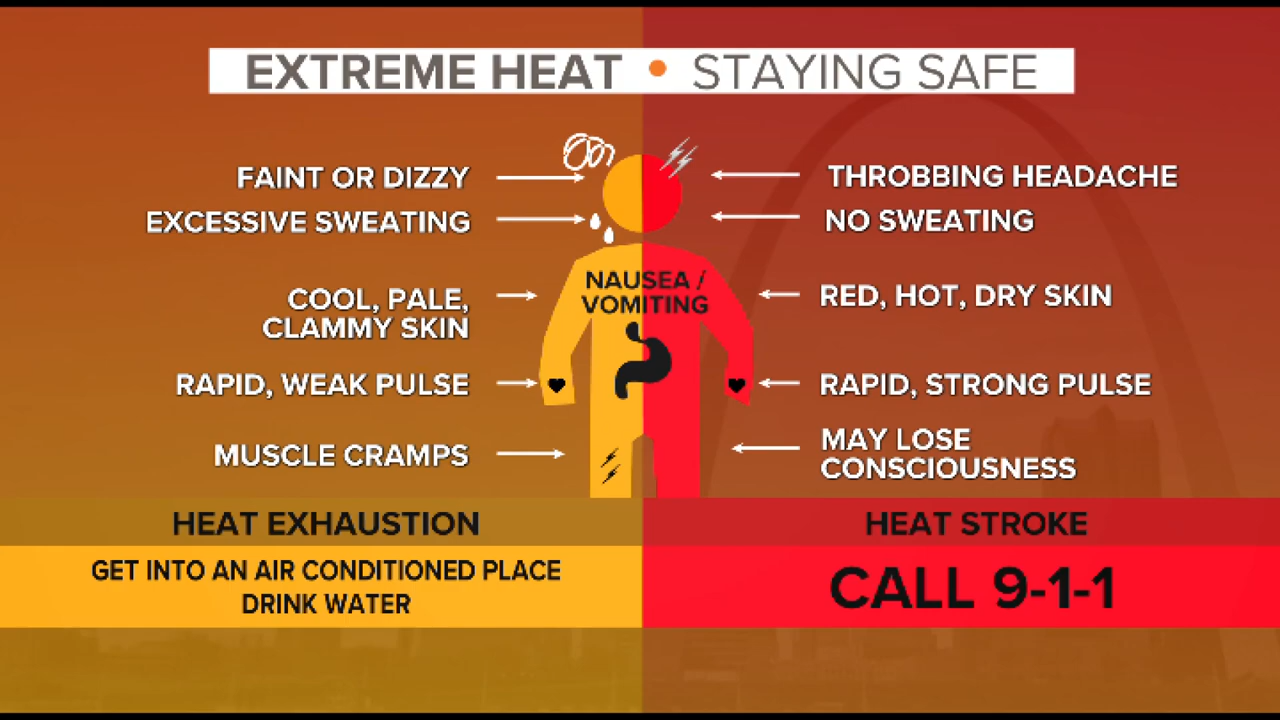 EXTREME HEAT • STAYING SAFE
FAINT OR DIZZY
EXCESSIVE SWEATING
COOL, PALE,
CLAMMY SKIN
RAPID, WEAK PULSE
MUSCLE CRAMPS
NAUSEA /
VOMITING
THROBBING HEADACHE
NO SWEATING
RED, HOT, DRY SKIN
RAPID, STRONG PULSE
MAY LOSE
CONSCIOUSNESS
HEAT EXHAUSTION
GET INTO AN AIR CONDITIONED PLACE
DRINK WATER
HEAT STROKE
CALL 9-1-1